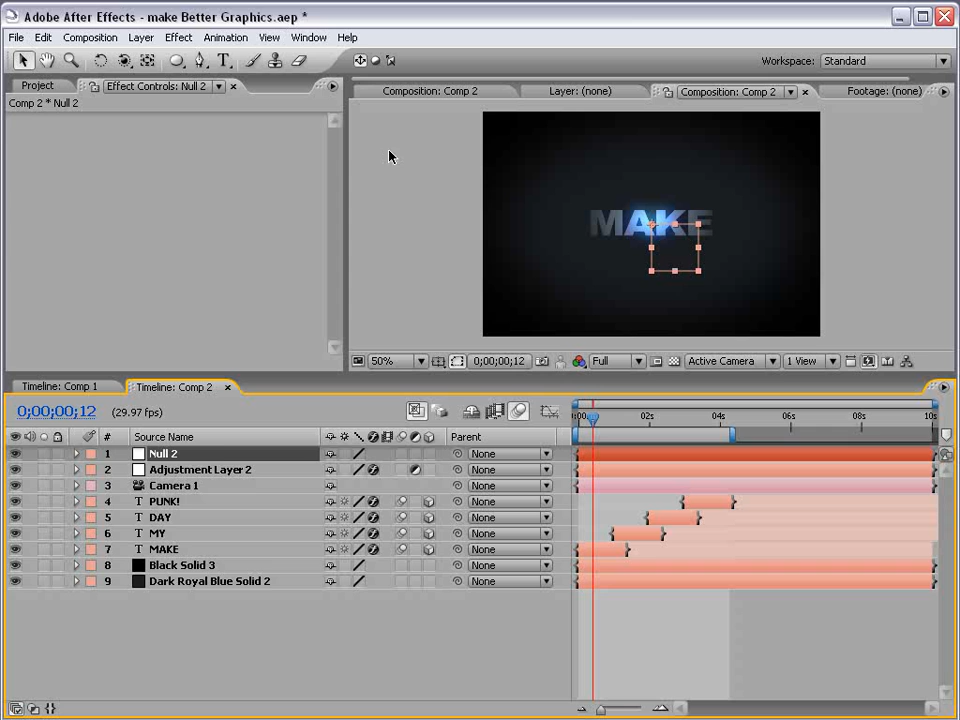 Adobe After Effects - make Better Graphics.aep *
File Edit Composition Layer Effect Animation View Window Help
Workspace: Standard
Project Effect Controls: Null 2
Composition: Comp 2 Layer: (none) Composition: Comp 2 Footage: (none)
Comp 2 * Null 2
MAKE
50% 0;00;00;12 Full Active Camera 1 View
Timeline: Comp 1 Timeline: Comp 2
0;00;00;12 (29.97 fps)
:00 02s 04s 06s 08s 10s
# Source Name Parent
1 Null 2 None
2 Adjustment Layer 2 None
3 Camera 1 None
4 T PUNK! None
5 T DAY None
6 T MY None
7 T MAKE None
8 Black Solid 3 None
9 Dark Royal Blue Solid 2 None